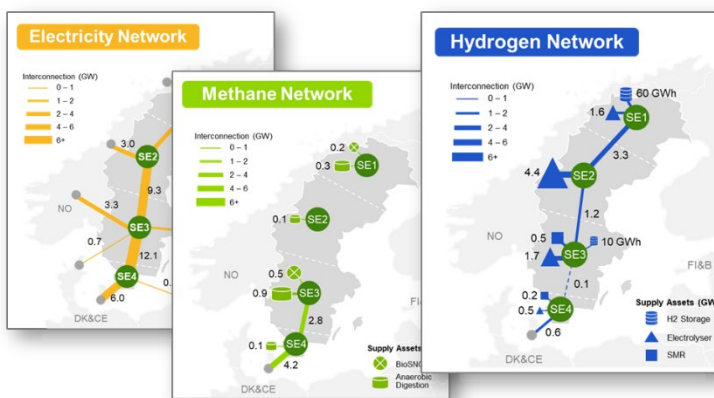 Electricity Network
Interconnection (GW)
0 – 1
1 – 2
2 – 4
4 – 6
6+
3.0
SE2
9.3
3.3
NO
SE3
0.7
12.1
SE4
6.0
DK&CE
Methane Network
Interconnection (GW)
0 – 1
1 – 2
2 – 4
4 – 6
6+
0.2
0.3
SE1
0.1
SE2
NO
0.5
0.9
SE3
2.8
0.1
SE4
4.2
DK&CE
Supply Assets
BioSNG
Anaerobic
Digestion
Hydrogen Network
Interconnection (GW)
0 – 1
1 – 2
2 – 4
4 – 6
6+
60 GWh
1.6
SE1
3.3
4.4
SE2
1.2
NO
0.5
10 GWh
1.7
SE3
FI&B
0.1
0.2
0.5
SE4
0.6
DK&CE
Supply Assets (GW
H2 Storage
Electrolyser
SMR